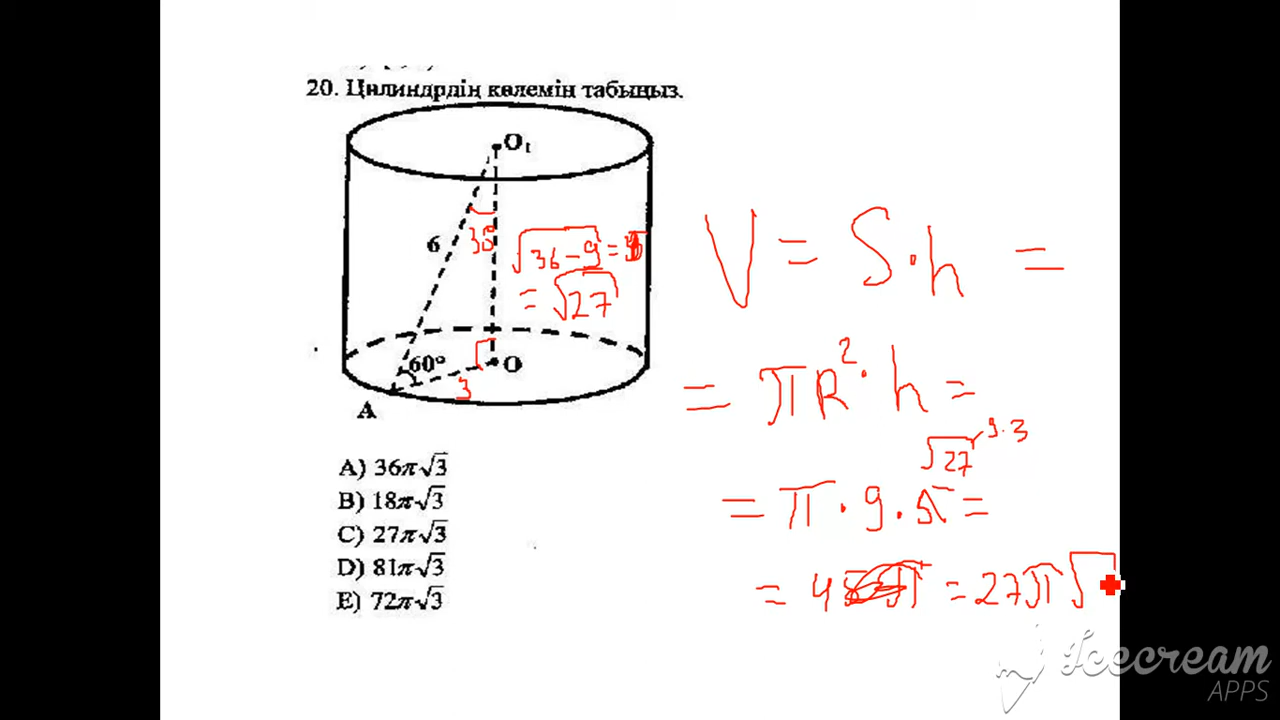 20. Цилиндрдің көлемін табыңыз.
O₁
6
30°
√36-9=
=√27
60°
O
3
A
V = S·h =
= πR²·h =
√27 9·3
= π·9· =
= 4 = 27π√
A) 36π√3
B) 18π√3
C) 27π√3
D) 81π√3
E) 72π√3
Icecream
APPS